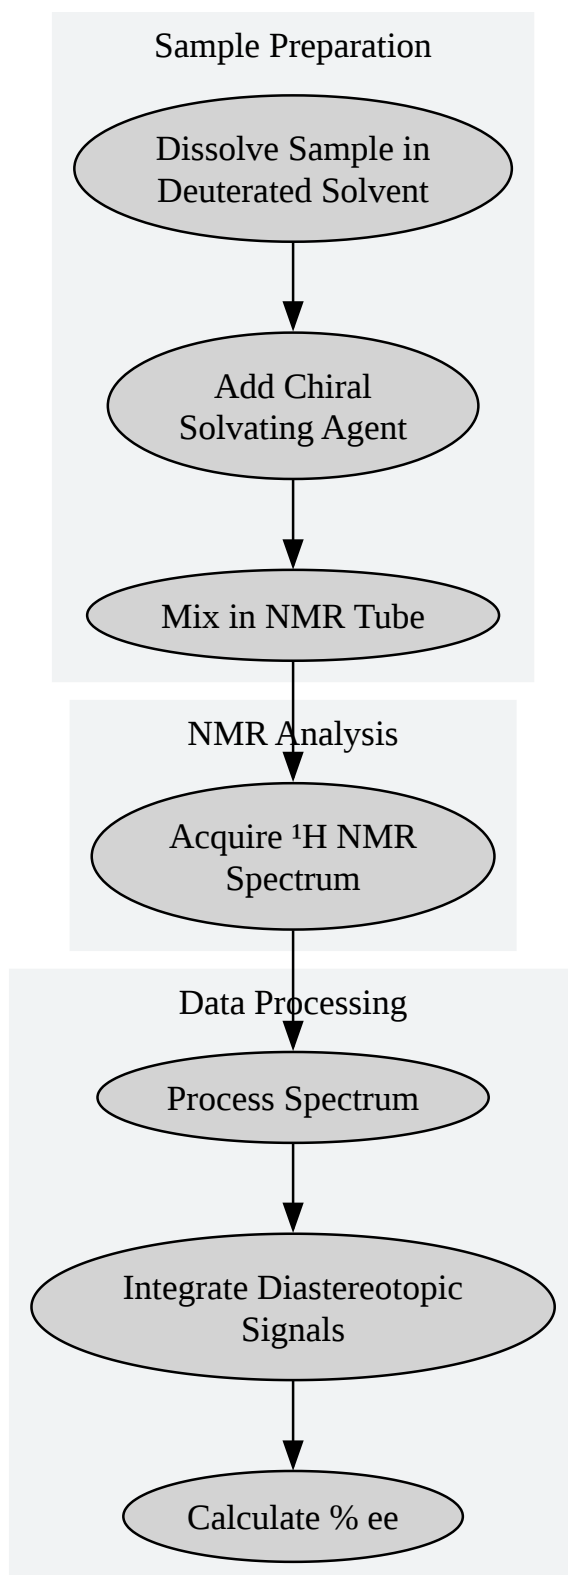 Sample Preparation
Dissolve Sample in
Deuterated Solvent
Add Chiral
Solvating Agent
Mix in NMR Tube
NMR Analysis
Acquire ¹H NMR
Spectrum
Data Processing
Process Spectrum
Integrate Diastereotopic
Signals
Calculate % ee